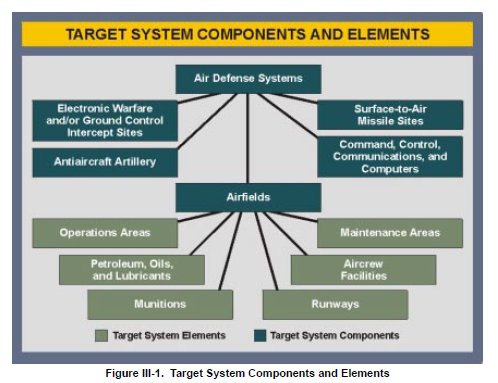 TARGET SYSTEM COMPONENTS AND ELEMENTS
Air Defense Systems
Electronic Warfare
and/or Ground Control
Intercept Sites
Surface-to-Air
Missile Sites
Antiaircraft Artillery
Command, Control,
Communications, and
Computers
Airfields
Operations Areas
Maintenance Areas
Petroleum, Oils,
and Lubricants
Aircrew
Facilities
Munitions
Runways
Target System Elements
Target System Components
Figure III-1. Target System Components and Elements